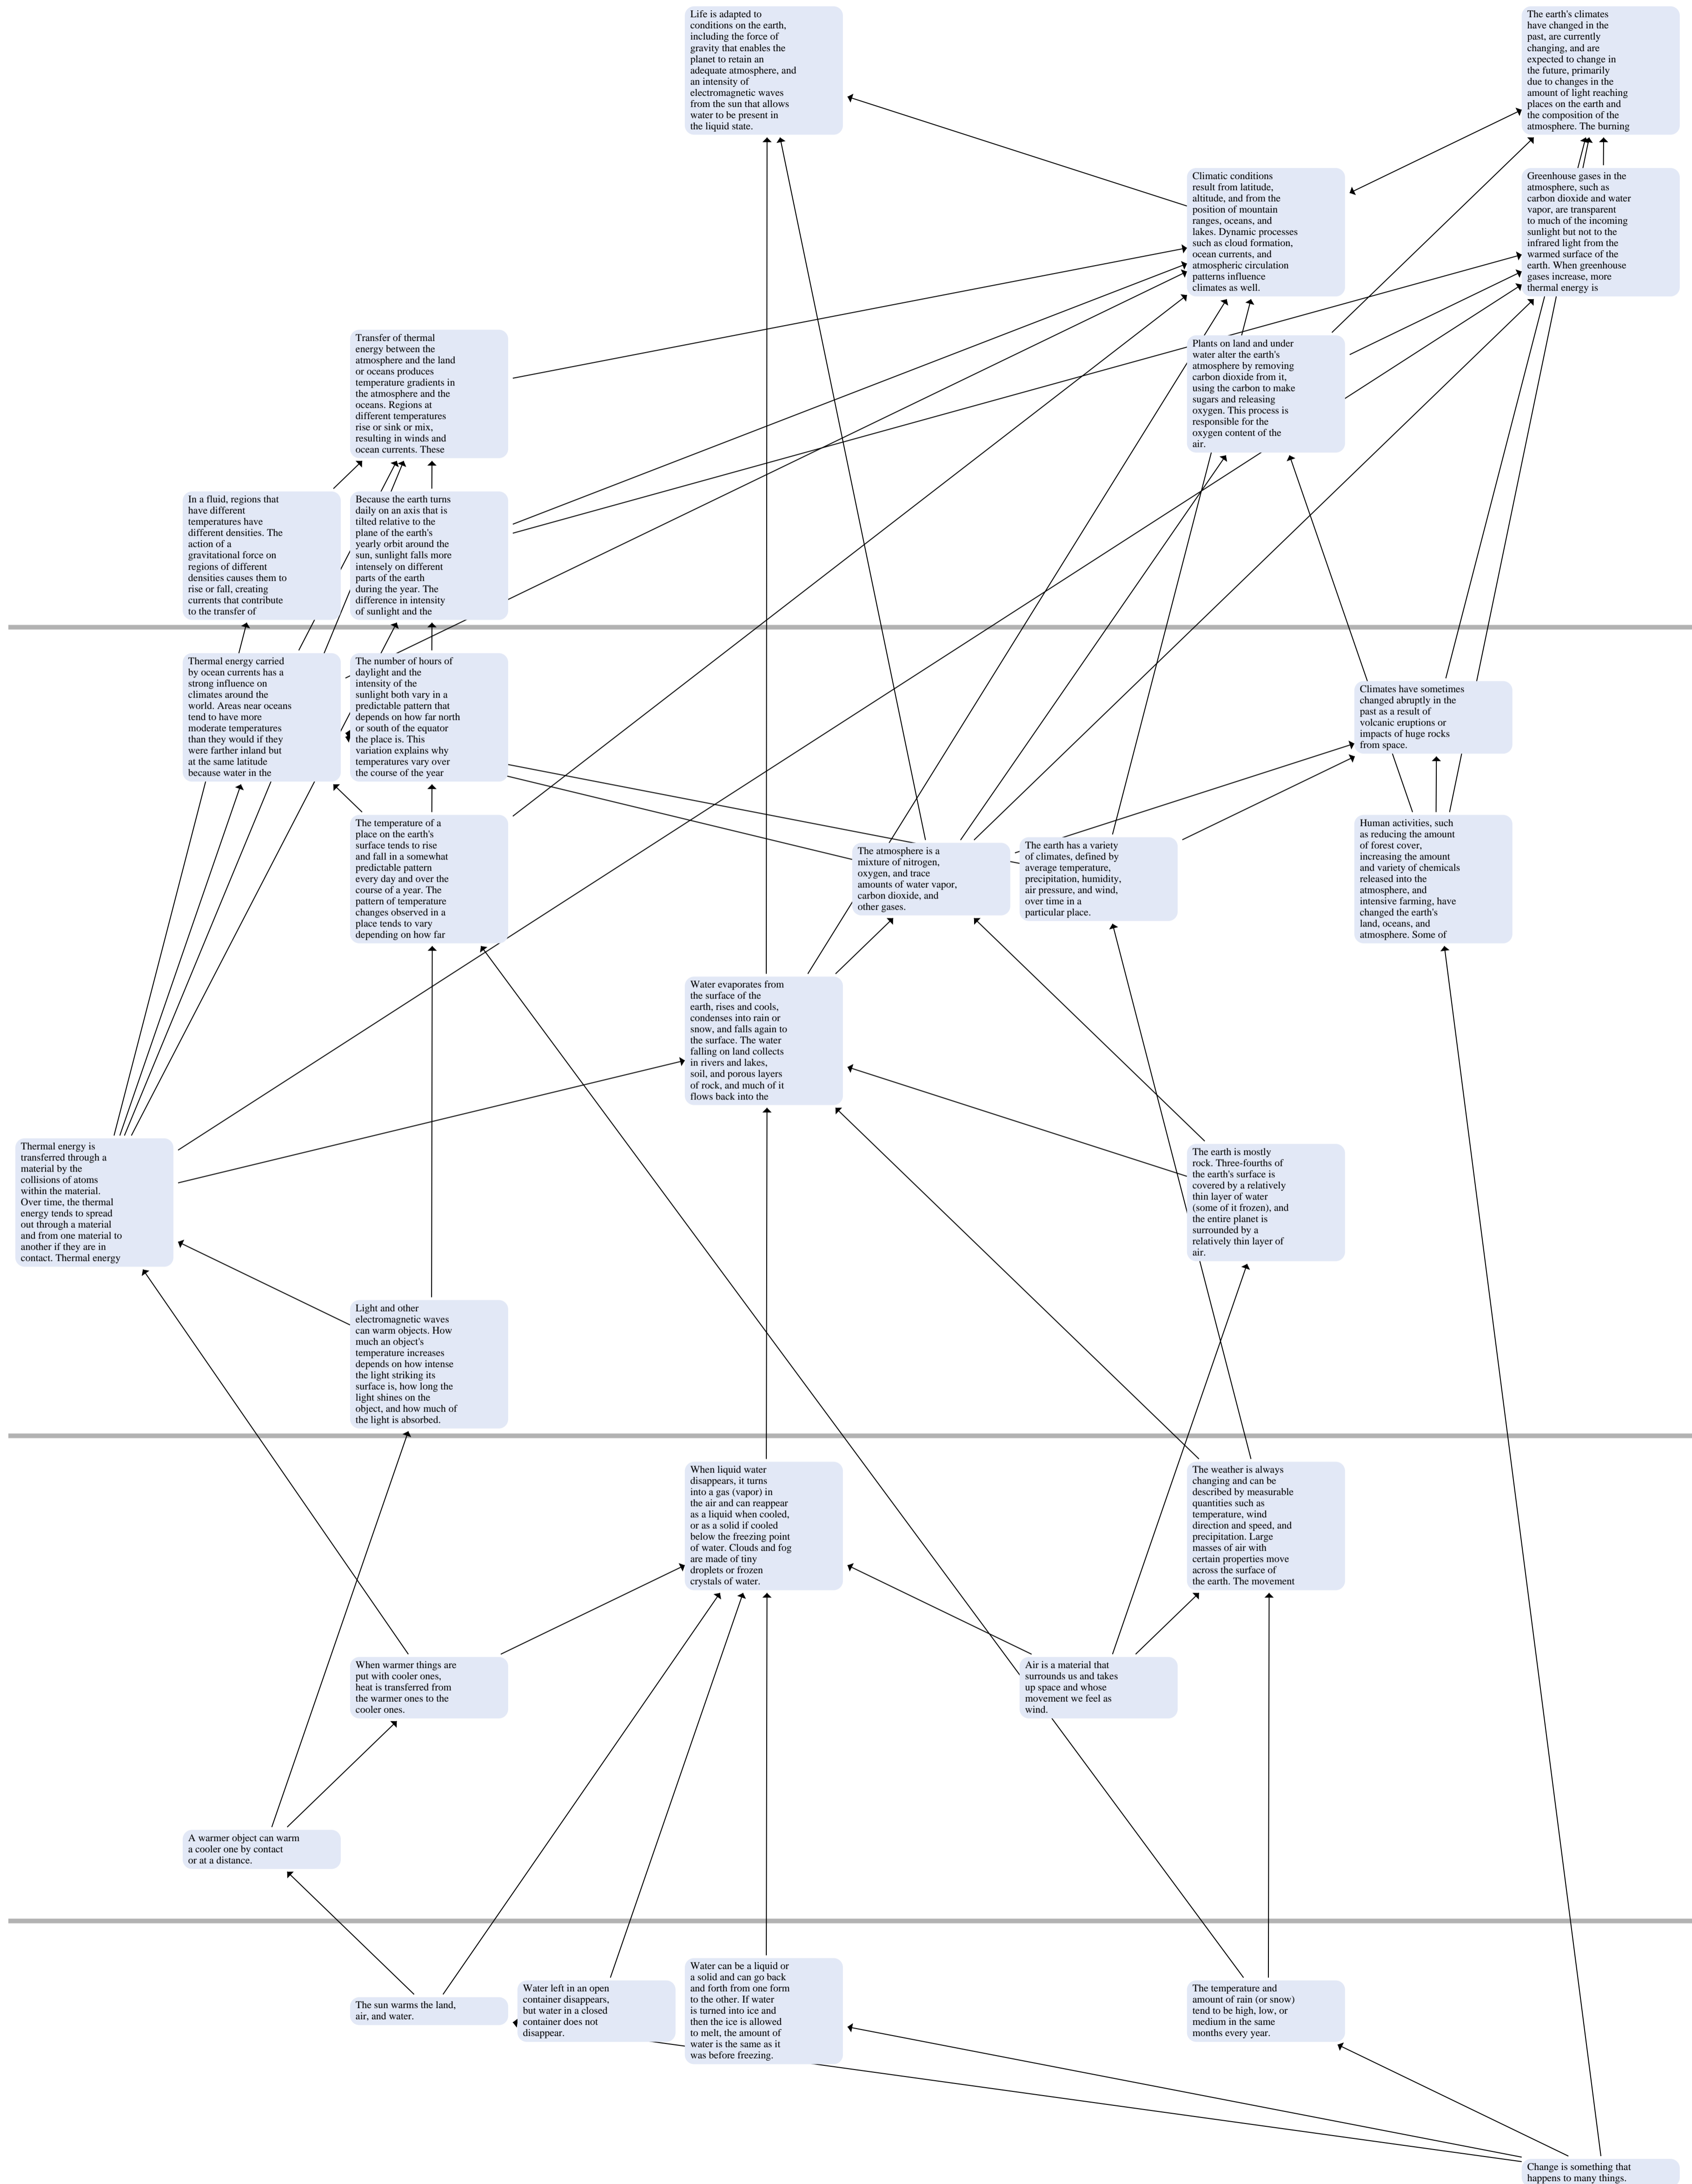 Life is adapted to
conditions on the earth,
including the force of
gravity that enables the
planet to retain an
adequate atmosphere, and
an intensity of
electromagnetic waves
from the sun that allows
water to be present in
the liquid state.
The earth's climates
have changed in the
past, are currently
changing, and are
expected to change in
the future, primarily
due to changes in the
amount of light reaching
places on the earth and
the composition of the
atmosphere. The burning
Climatic conditions
result from latitude,
altitude, and from the
position of mountain
ranges, oceans, and
lakes. Dynamic processes
such as cloud formation,
ocean currents, and
atmospheric circulation
patterns influence
climates as well.
Greenhouse gases in the
atmosphere, such as
carbon dioxide and water
vapor, are transparent
to much of the incoming
sunlight but not to the
infrared light from the
warmed surface of the
earth. When greenhouse
gases increase, more
thermal energy is
Transfer of thermal
energy between the
atmosphere and the land
or oceans produces
temperature gradients in
the atmosphere and the
oceans. Regions at
different temperatures
rise or sink or mix,
resulting in winds and
ocean currents. These
Plants on land and under
water alter the earth's
atmosphere by removing
carbon dioxide from it,
using the carbon to make
sugars and releasing
oxygen. This process is
responsible for the
oxygen content of the
air.
In a fluid, regions that
have different
temperatures have
different densities. The
action of a
gravitational force on
regions of different
densities causes them to
rise or fall, creating
currents that contribute
to the transfer of
Because the earth turns
daily on an axis that is
tilted relative to the
plane of the earth's
yearly orbit around the
sun, sunlight falls more
intensely on different
parts of the earth
during the year. The
difference in intensity
of sunlight and the
Thermal energy carried
by ocean currents has a
strong influence on
climates around the
world. Areas near oceans
tend to have more
moderate temperatures
than they would if they
were farther inland but
at the same latitude
because water in the
The number of hours of
daylight and the
intensity of the
sunlight both vary in a
predictable pattern that
depends on how far north
or south of the equator
the place is. This
variation explains why
temperatures vary over
the course of the year
Climates have sometimes
changed abruptly in the
past as a result of
volcanic eruptions or
impacts of huge rocks
from space.
The temperature of a
place on the earth's
surface tends to rise
and fall in a somewhat
predictable pattern
every day and over the
course of a year. The
pattern of temperature
changes observed in a
place tends to vary
depending on how far
The atmosphere is a
mixture of nitrogen,
oxygen, and trace
amounts of water vapor,
carbon dioxide, and
other gases.
The earth has a variety
of climates, defined by
average temperature,
precipitation, humidity,
air pressure, and wind,
over time in a
particular place.
Human activities, such
as reducing the amount
of forest cover,
increasing the amount
and variety of chemicals
released into the
atmosphere, and
intensive farming, have
changed the earth's
land, oceans, and
atmosphere. Some of
Water evaporates from
the surface of the
earth, rises and cools,
condenses into rain or
snow, and falls again to
the surface. The water
falling on land collects
in rivers and lakes,
soil, and porous layers
of rock, and much of it
flows back into the
Thermal energy is
transferred through a
material by the
collisions of atoms
within the material.
Over time, the thermal
energy tends to spread
out through a material
and from one material to
another if they are in
contact. Thermal energy
The earth is mostly
rock. Three-fourths of
the earth's surface is
covered by a relatively
thin layer of water
(some of it frozen), and
the entire planet is
surrounded by a
relatively thin layer of
air.
Light and other
electromagnetic waves
can warm objects. How
much an object's
temperature increases
depends on how intense
the light striking its
surface is, how long the
light shines on the
object, and how much of
the light is absorbed.
When liquid water
disappears, it turns
into a gas (vapor) in
the air and can reappear
as a liquid when cooled,
or as a solid if cooled
below the freezing point
of water. Clouds and fog
are made of tiny
droplets or frozen
crystals of water.
The weather is always
changing and can be
described by measurable
quantities such as
temperature, wind
direction and speed, and
precipitation. Large
masses of air with
certain properties move
across the surface of
the earth. The movement
When warmer things are
put with cooler ones,
heat is transferred from
the warmer ones to the
cooler ones.
Air is a material that
surrounds us and takes
up space and whose
movement we feel as
wind.
A warmer object can warm
a cooler one by contact
or at a distance.
The sun warms the land,
air, and water.
Water left in an open
container disappears,
but water in a closed
container does not
disappear.
Water can be a liquid or
a solid and can go back
and forth from one form
to the other. If water
is turned into ice and
then the ice is allowed
to melt, the amount of
water is the same as it
was before freezing.
The temperature and
amount of rain (or snow)
tend to be high, low, or
medium in the same
months every year.
Change is something that
happens to many things.